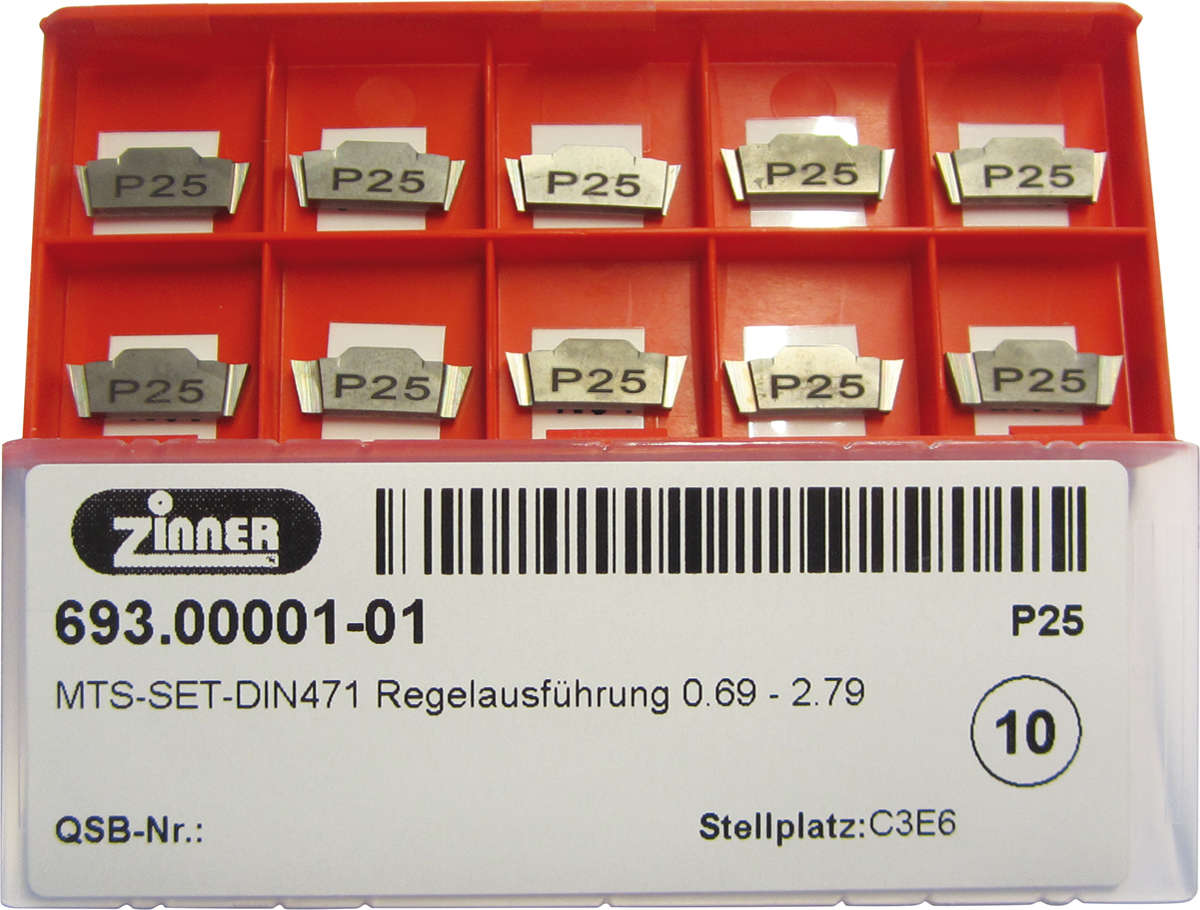 P25 P25 P25 P25 P25
P25 P25 P25 P25 P25
ZINNER
693.00001-01 P25
MTS-SET-DIN471 Regelausführung 0.69 - 2.79
10
QSB-Nr.: Stellplatz:C3E6